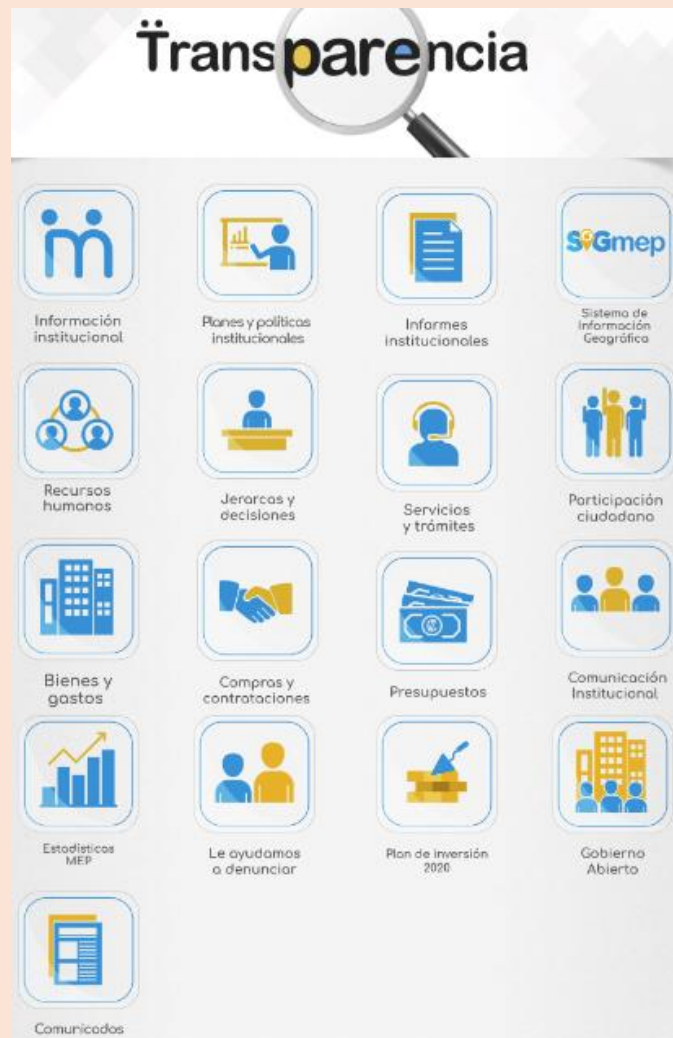 Transparencia
Información
institucional
Planes y políticas
institucionales
Informes
institucionales
SIGmep
Sistema de
Información
Geográfica
Recursos
humanos
Jerarcas y
decisiones
Servicios
y trámites
Participación
ciudadana
Bienes y
gastos
Compras y
contrataciones
Presupuestos
Comunicación
Institucional
Estadísticas
MEP
Le ayudamos
a denunciar
Plan de inversión
2020
Gobierno
Abierto
Comunicados